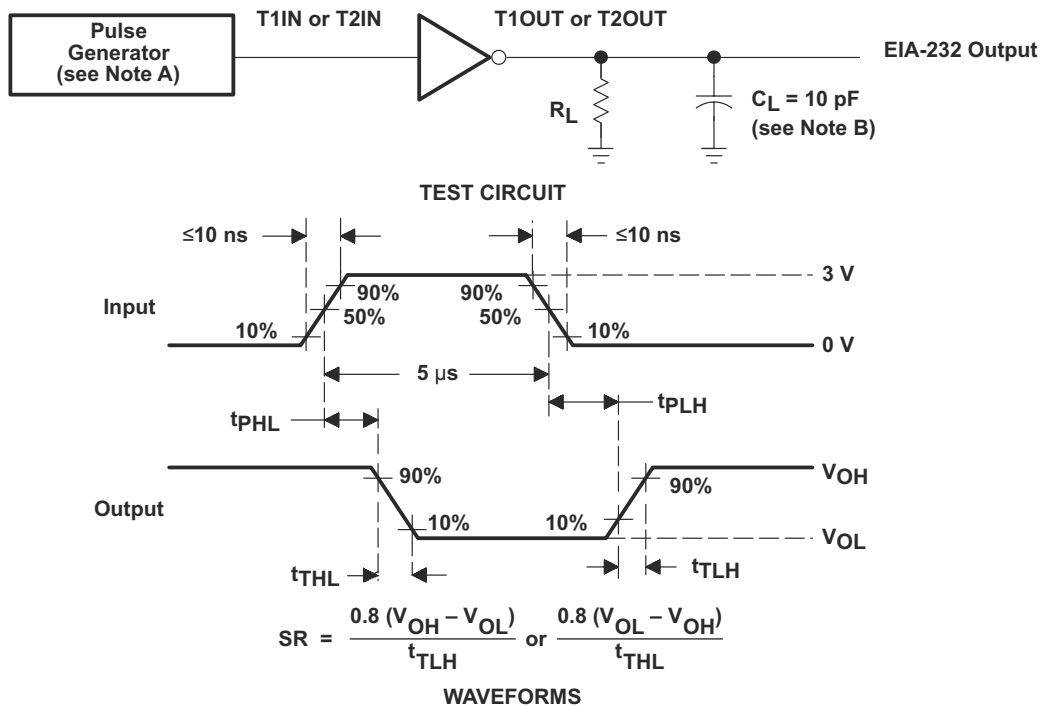 T1IN or T2IN
T1OUT or T2OUT
Pulse
Generator
(see Note A)
EIA-232 Output
RL
CL = 10 pF
(see Note B)
TEST CIRCUIT
≤10 ns
≤10 ns
3 V
90%
90%
Input
50%
50%
10%
10%
0 V
5 μs
tPHL
tPLH
VOH
90%
90%
Output
10%
10%
VOL
tTHL
tTLH
SR = 0.8 (VOH – VOL) / tTLH or 0.8 (VOL – VOH) / tTHL
WAVEFORMS